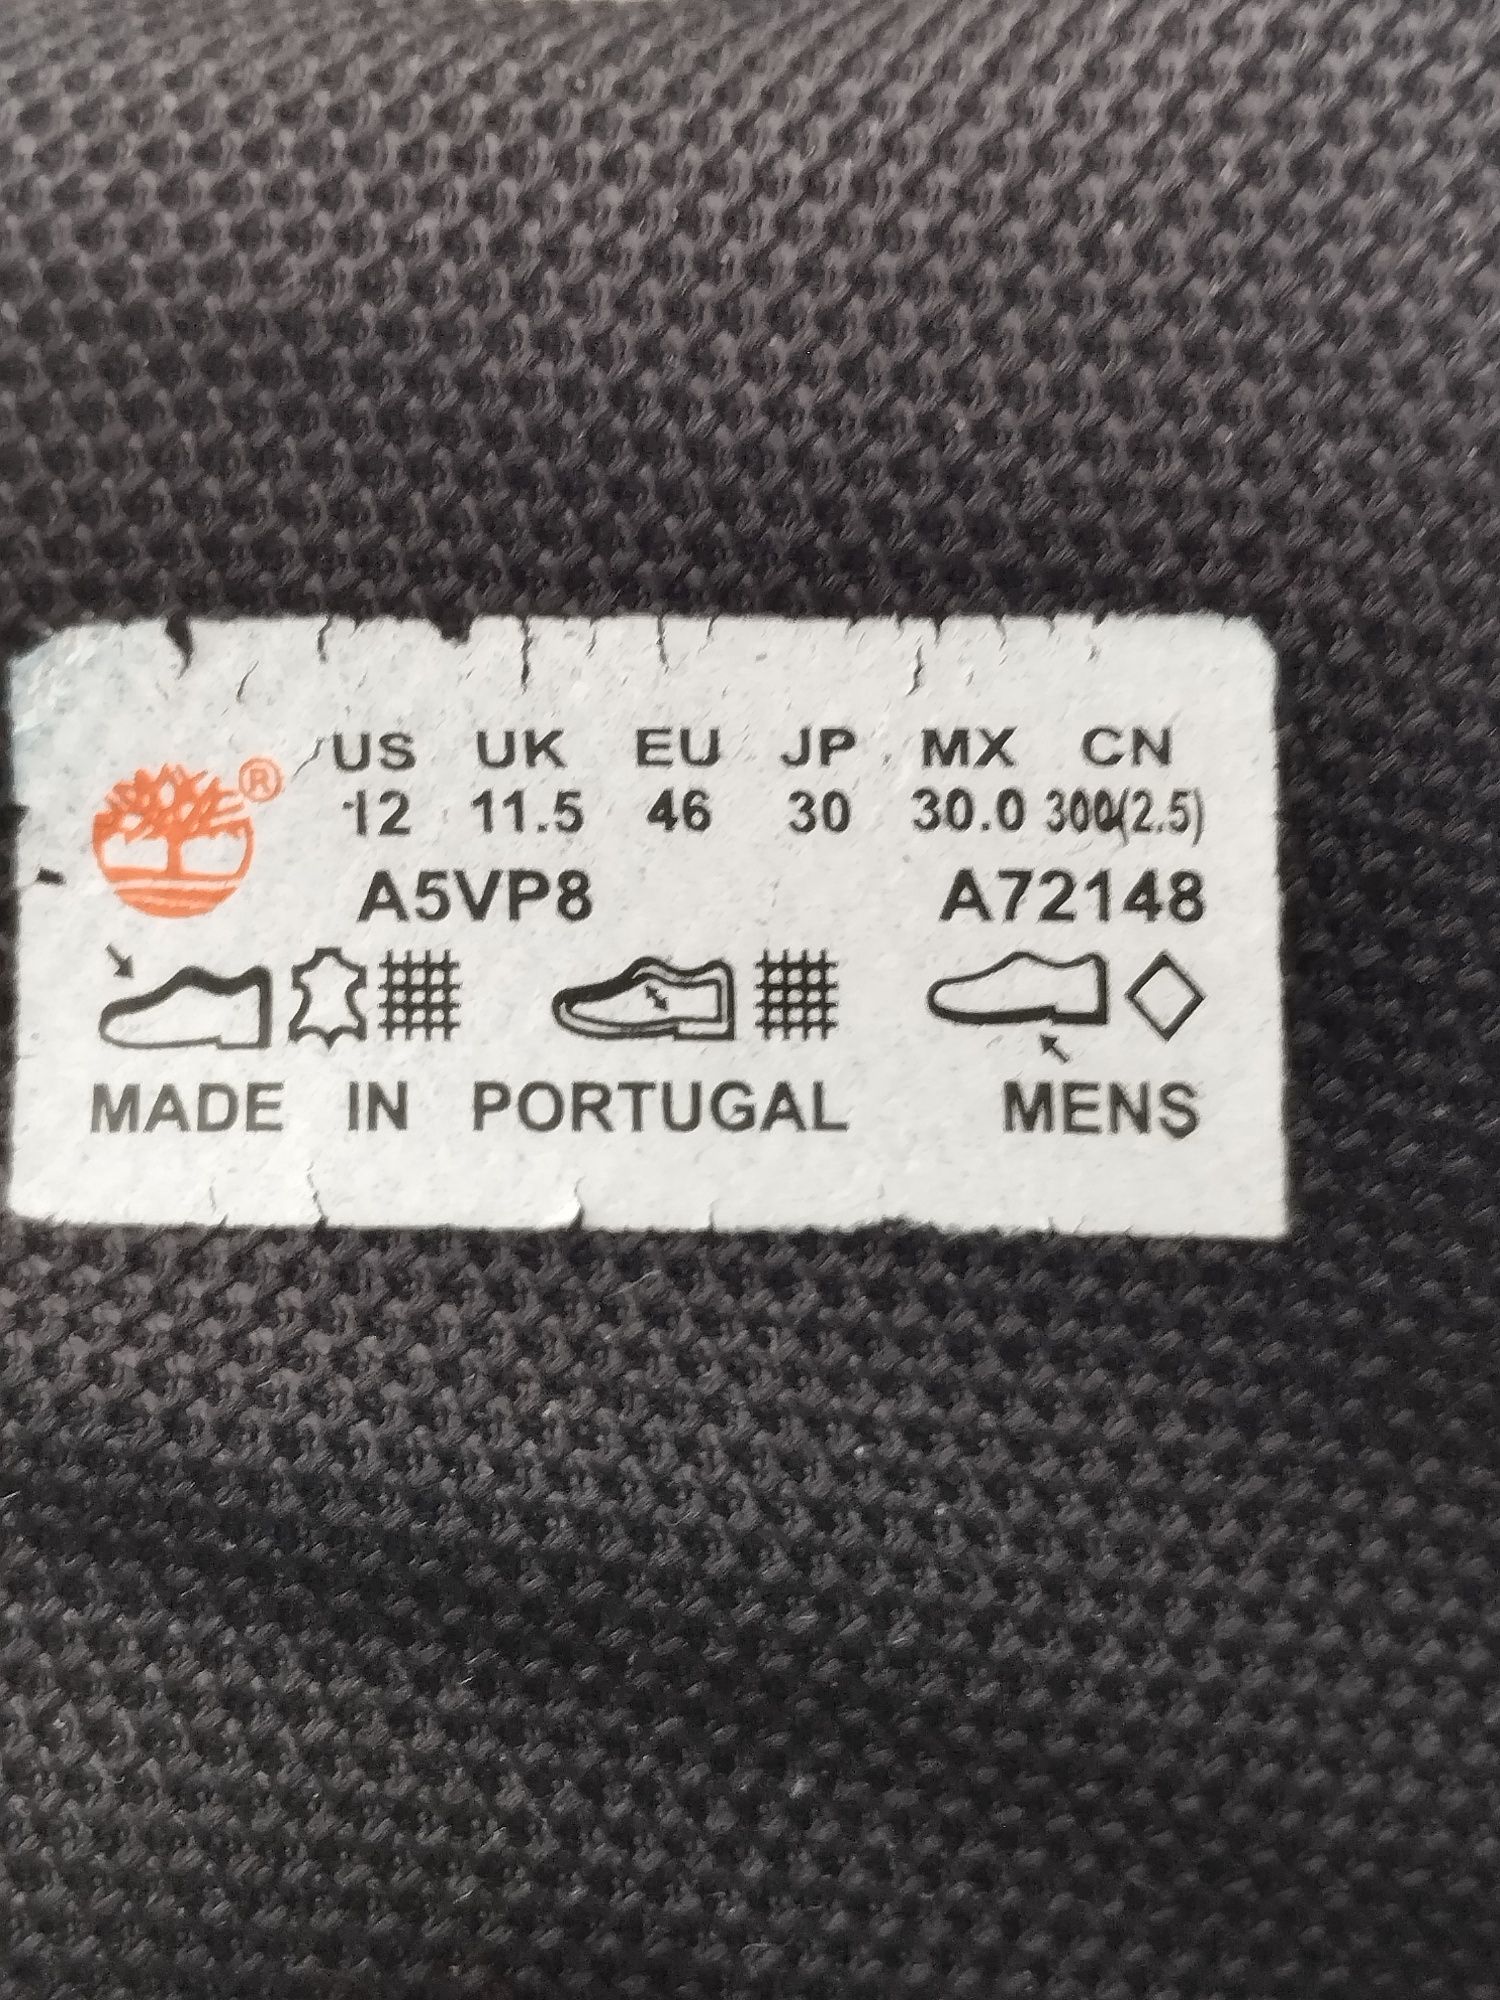 ® US UK EU JP MX CN
12 11.5 46 30 30.0 300(2.5)
A5VP8 A72148
MADE IN PORTUGAL MENS